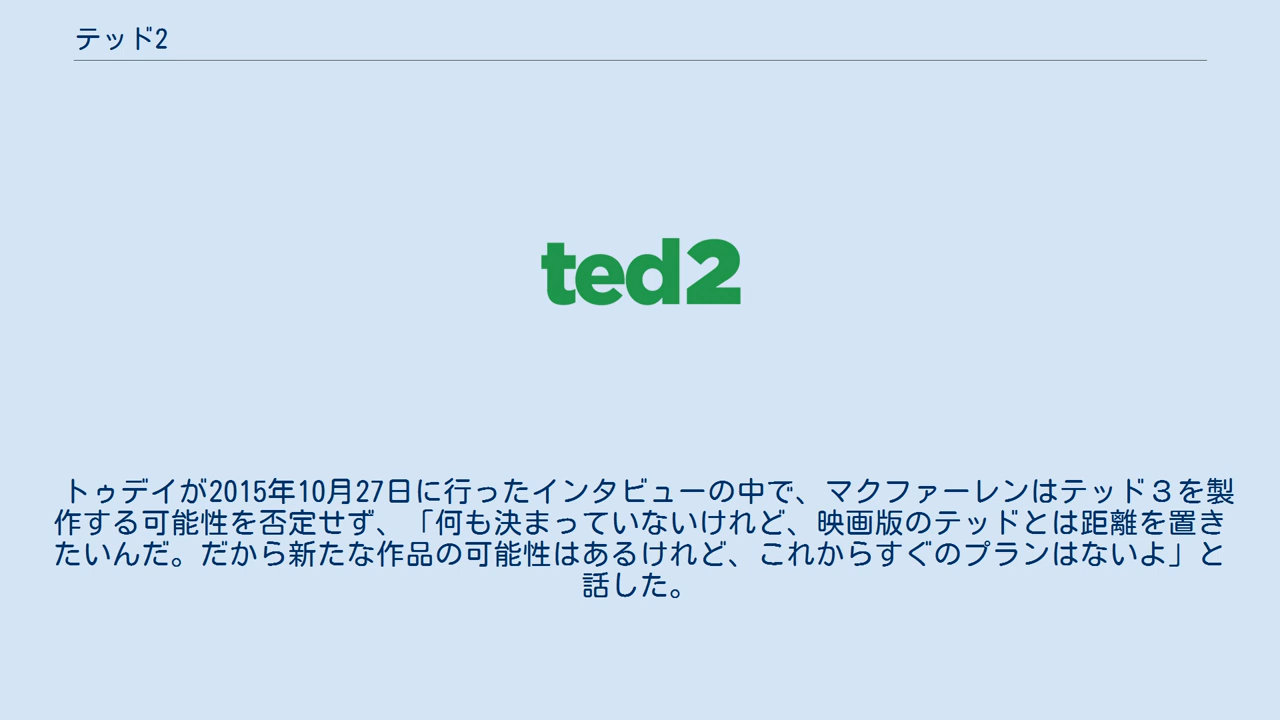 テッド2
ted2
トゥデイが2015年10月27日に行ったインタビューの中で、マクファーレンはテッド３を製
作する可能性を否定せず、「何も決まっていないけれど、映画版のテッドとは距離を置き
たいんだ。だから新たな作品の可能性はあるけれど、これからすぐのプランはないよ」と
話した。